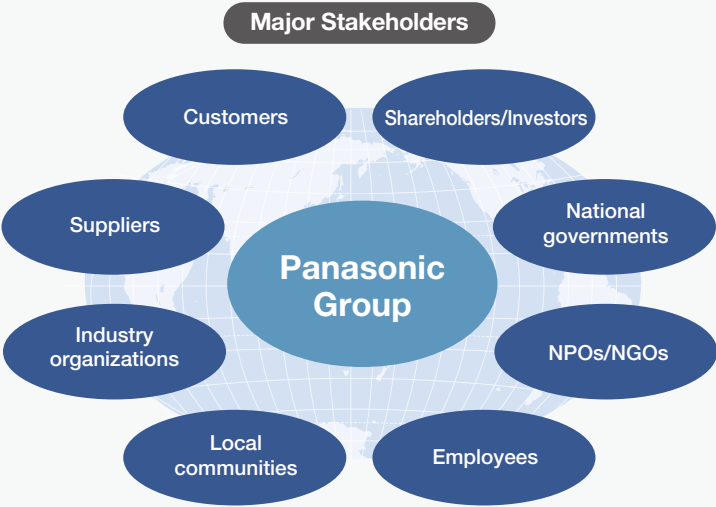 Major Stakeholders
Customers
Shareholders/Investors
Suppliers
National
governments
Panasonic
Group
Industry
organizations
NPOs/NGOs
Local
communities
Employees